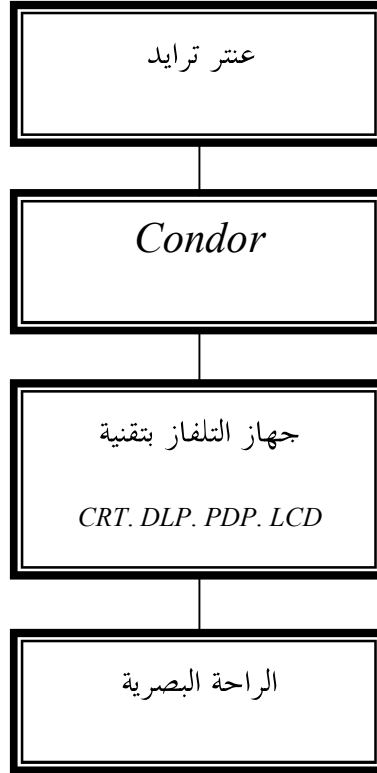 عنتر ترايد
Condor
جهاز التلفاز بتقنية
CRT. DLP. PDP. LCD
الراحة البصرية